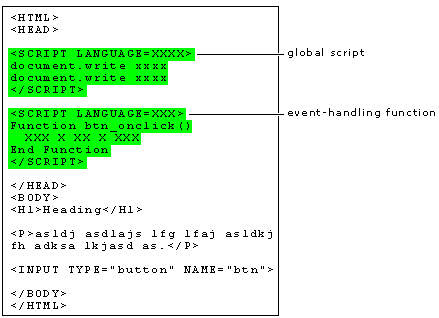 <HTML>
<HEAD>
<SCRIPT LANGUAGE=XXXX> global script
document.write xxxx
document.write xxxx
</SCRIPT>
<SCRIPT LANGUAGE=XXX> event-handling function
Function btn_onclick()
XXX X XX X XXX
End Function
</SCRIPT>
</HEAD>
<BODY>
<H1>Heading</H1>
<P>asldj asdlajs lfg lfaj asldkj
fh adksa lkjasd as.</P>
<INPUT TYPE="button" NAME="btn">
</BODY>
</HTML>